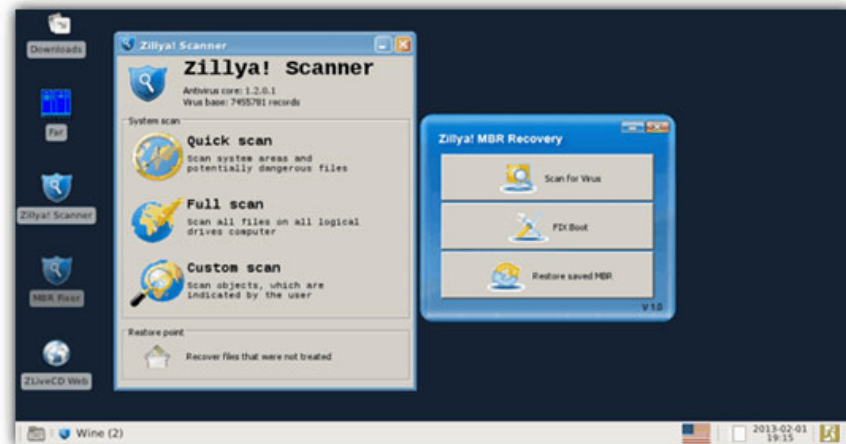 Downloads
Far
Zillya! Scanner
MBR Fixer
ZLiveCD Web
Zillya! Scanner
Zillya! Scanner
Antivirus core: 1.2.0.1
Virus base: 7455781 records
System scan
Quick scan
Scan system areas and
potentially dangerous files
Full scan
Scan all files on all logical
drives computer
Custom scan
Scan objects, which are
indicated by the user
Restore point
Recover files that were not treated
Zillya! MBR Recovery
Scan for Virus
FIX Boot
Restore saved MBR
V 1.0
Wine (2)
2013-02-01
19:15